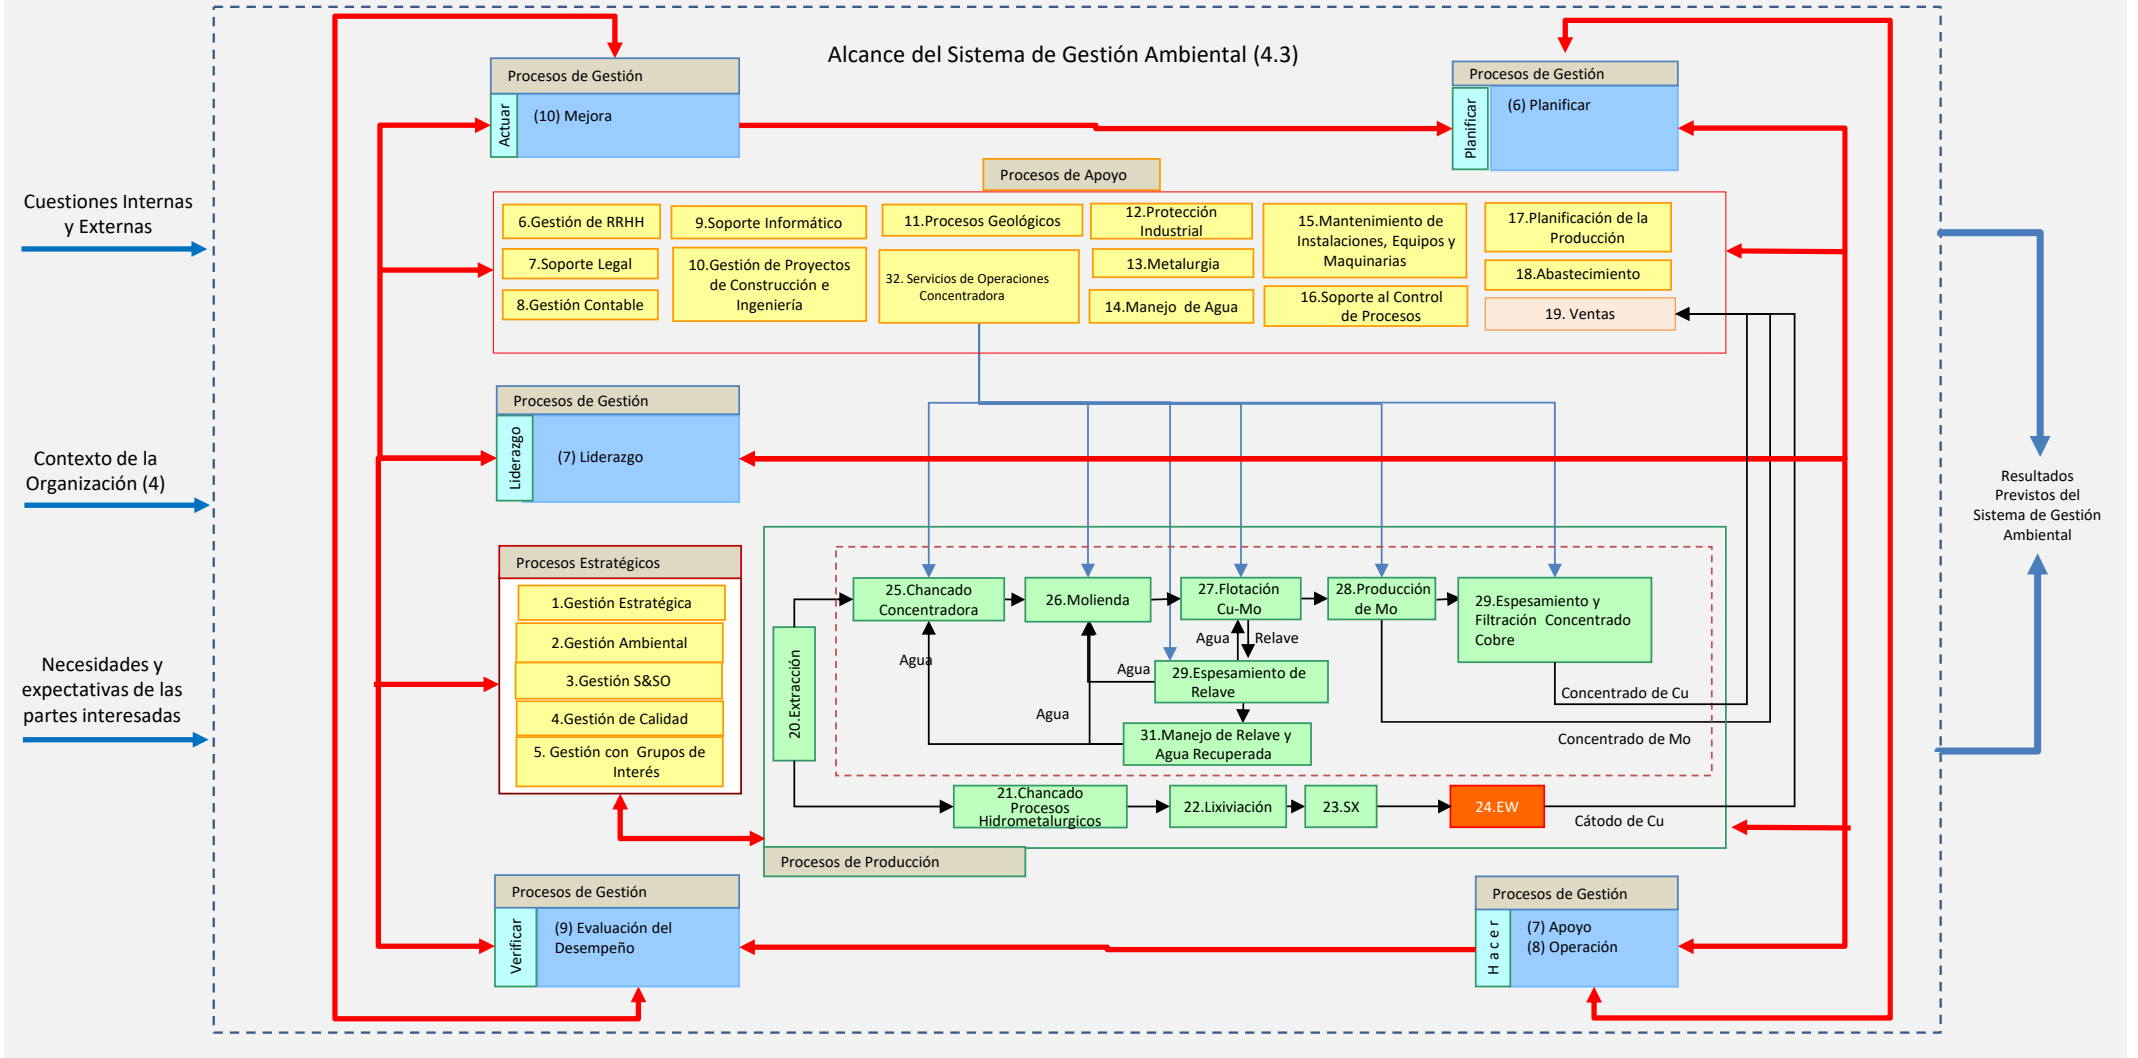 Alcance del Sistema de Gestión Ambiental (4.3)
Procesos de Gestión
Actuar
(10) Mejora
Procesos de Gestión
Planificar
(6) Planificar
Procesos de Apoyo
6.Gestión de RRHH
7.Soporte Legal
8.Gestión Contable
9.Soporte Informático
10.Gestión de Proyectos
de Construcción e
Ingeniería
11.Procesos Geológicos
32. Servicios de Operaciones
Concentradora
12.Protección
Industrial
13.Metalurgia
14.Manejo de Agua
15.Mantenimiento de
Instalaciones, Equipos y
Maquinarias
16.Soporte al Control
de Procesos
17.Planificación de la
Producción
18.Abastecimiento
19. Ventas
Cuestiones Internas
y Externas
Contexto de la
Organización (4)
Necesidades y
expectativas de las
partes interesadas
Procesos de Gestión
Liderazgo
(7) Liderazgo
Resultados
Previstos del
Sistema de Gestión
Ambiental
Procesos Estratégicos
1.Gestión Estratégica
2.Gestión Ambiental
3.Gestión S&SO
4.Gestión de Calidad
5. Gestión con Grupos de
Interés
20.Extracción
25.Chancado
Concentradora
26.Molienda
27.Flotación
Cu-Mo
28.Producción
de Mo
29.Espesamiento y
Filtración Concentrado
Cobre
Agua
Relave
Agua
Agua
29.Espesamiento de
Relave
Agua
31.Manejo de Relave y
Agua Recuperada
Concentrado de Cu
Concentrado de Mo
21.Chancado
Procesos
Hidrometalurgicos
22.Lixiviación
23.SX
24.EW
Cátodo de Cu
Procesos de Producción
Procesos de Gestión
Verificar
(9) Evaluación del
Desempeño
Procesos de Gestión
Hacer
(7) Apoyo
(8) Operación